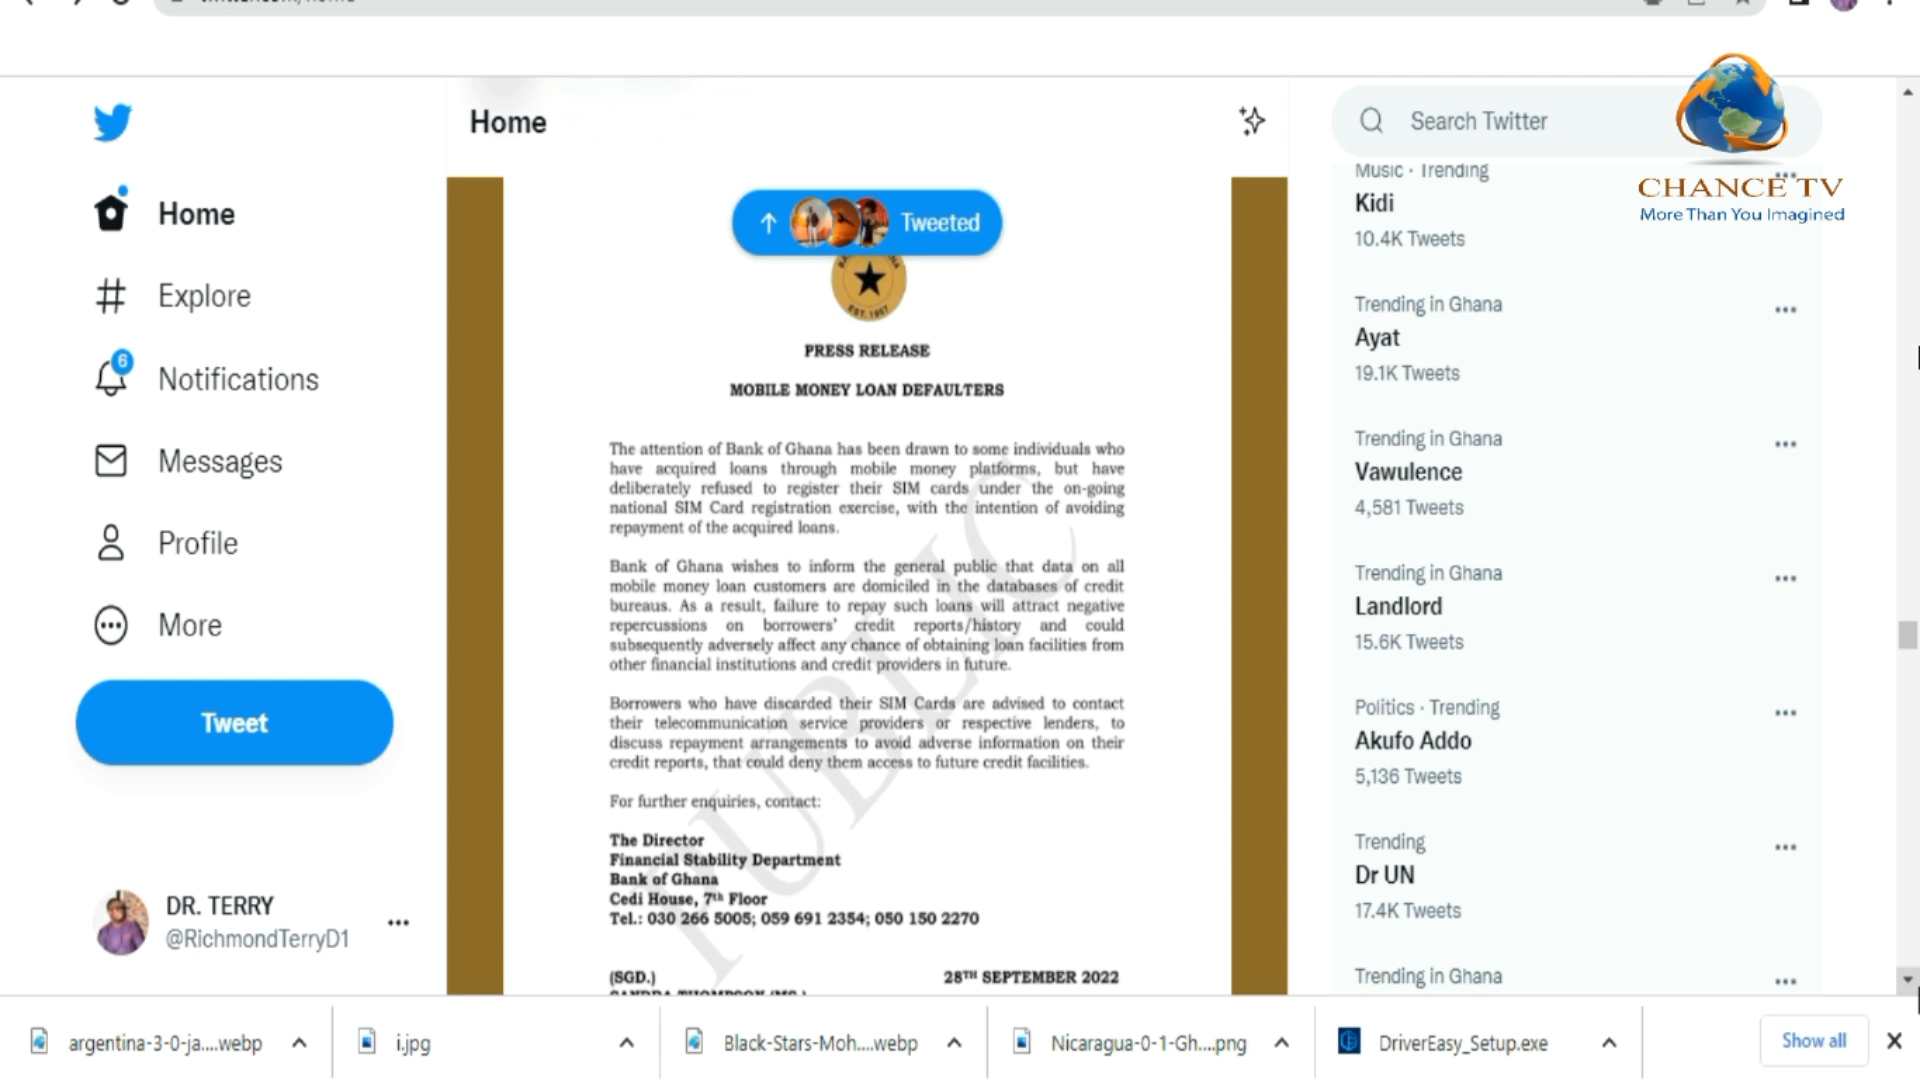 Home
Search Twitter
CHANCE TV
More Than You Imagined
Home
Explore
6
Notifications
Messages
Profile
More
Tweet
DR. TERRY
@RichmondTerryD1
Tweeted
EST. 1957
PRESS RELEASE
MOBILE MONEY LOAN DEFAULTERS
The attention of Bank of Ghana has been drawn to some individuals who
have acquired loans through mobile money platforms, but have
deliberately refused to register their SIM cards under the on-going
national SIM Card registration exercise, with the intention of avoiding
repayment of the acquired loans.
Bank of Ghana wishes to inform the general public that data on all
mobile money loan customers are domiciled in the databases of credit
bureaus. As a result, failure to repay such loans will attract negative
repercussions on borrowers' credit reports/history and could
subsequently adversely affect any chance of obtaining loan facilities from
other financial institutions and credit providers in future.
Borrowers who have discarded their SIM Cards are advised to contact
their telecommunication service providers or respective lenders, to
discuss repayment arrangements to avoid adverse information on their
credit reports, that could deny them access to future credit facilities.
For further enquiries, contact:
The Director
Financial Stability Department
Bank of Ghana
Cedi House, 7th Floor
Tel.: 030 266 5005; 059 691 2354; 050 150 2270
(SGD.) 28TH SEPTEMBER 2022
PUBLIC
Music · Trending
Kidi
10.4K Tweets
Trending in Ghana
Ayat
19.1K Tweets
Trending in Ghana
Vawulence
4,581 Tweets
Trending in Ghana
Landlord
15.6K Tweets
Politics · Trending
Akufo Addo
5,136 Tweets
Trending
Dr UN
17.4K Tweets
Trending in Ghana
argentina-3-0-ja....webp
i.jpg
Black-Stars-Moh....webp
Nicaragua-0-1-Gh....png
DriverEasy_Setup.exe
Show all